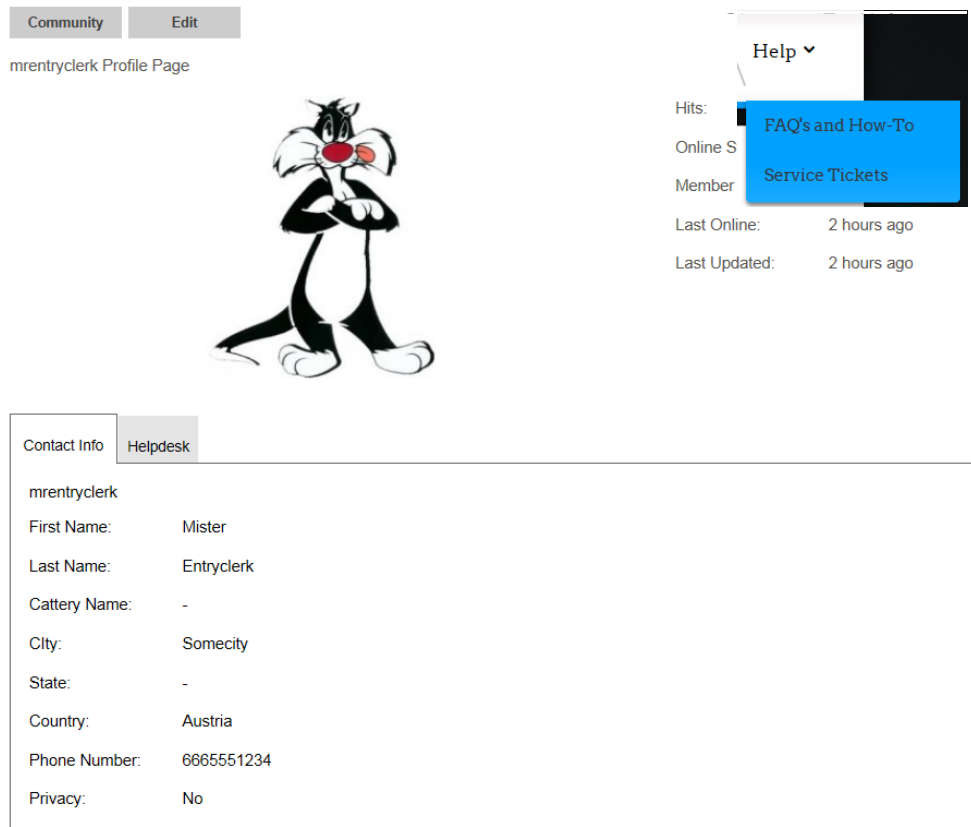 Community Edit
mrentryclerk Profile Page
Help
FAQ's and How-To
Service Tickets
Hits:
Online S
Member
Last Online: 2 hours ago
Last Updated: 2 hours ago
Contact Info Helpdesk
mrentryclerk
First Name: Mister
Last Name: Entryclerk
Cattery Name: -
CIty: Somecity
State: -
Country: Austria
Phone Number: 6665551234
Privacy: No